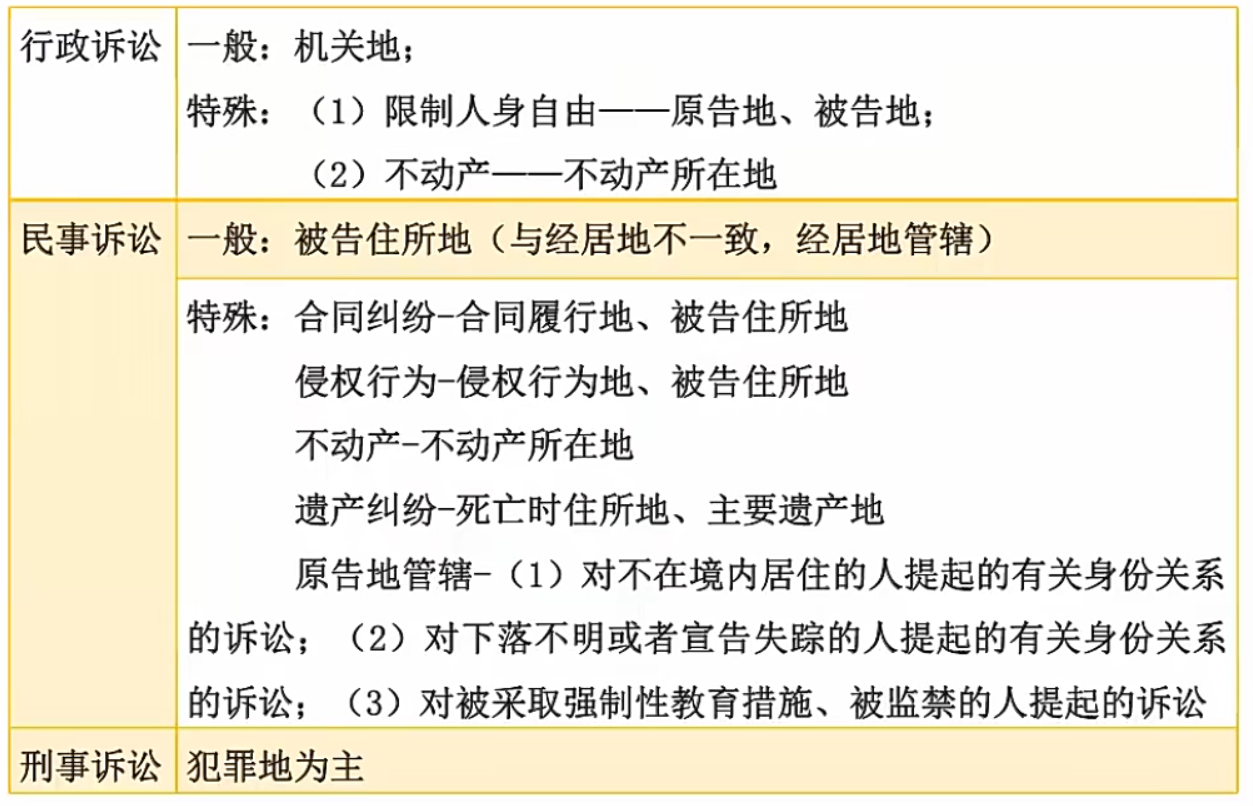 行政诉讼
一般：机关地；
特殊：（1）限制人身自由——原告地、被告地；
（2）不动产——不动产所在地
民事诉讼
一般：被告住所地（与经居地不一致，经居地管辖）
特殊：合同纠纷-合同履行地、被告住所地
侵权行为-侵权行为地、被告住所地
不动产-不动产所在地
遗产纠纷-死亡时住所地、主要遗产地
原告地管辖-（1）对不在境内居住的人提起的有关身份关系
的诉讼；（2）对下落不明或者宣告失踪的人提起的有关身份关系
的诉讼；（3）对被采取强制性教育措施、被监禁的人提起的诉讼
刑事诉讼
犯罪地为主